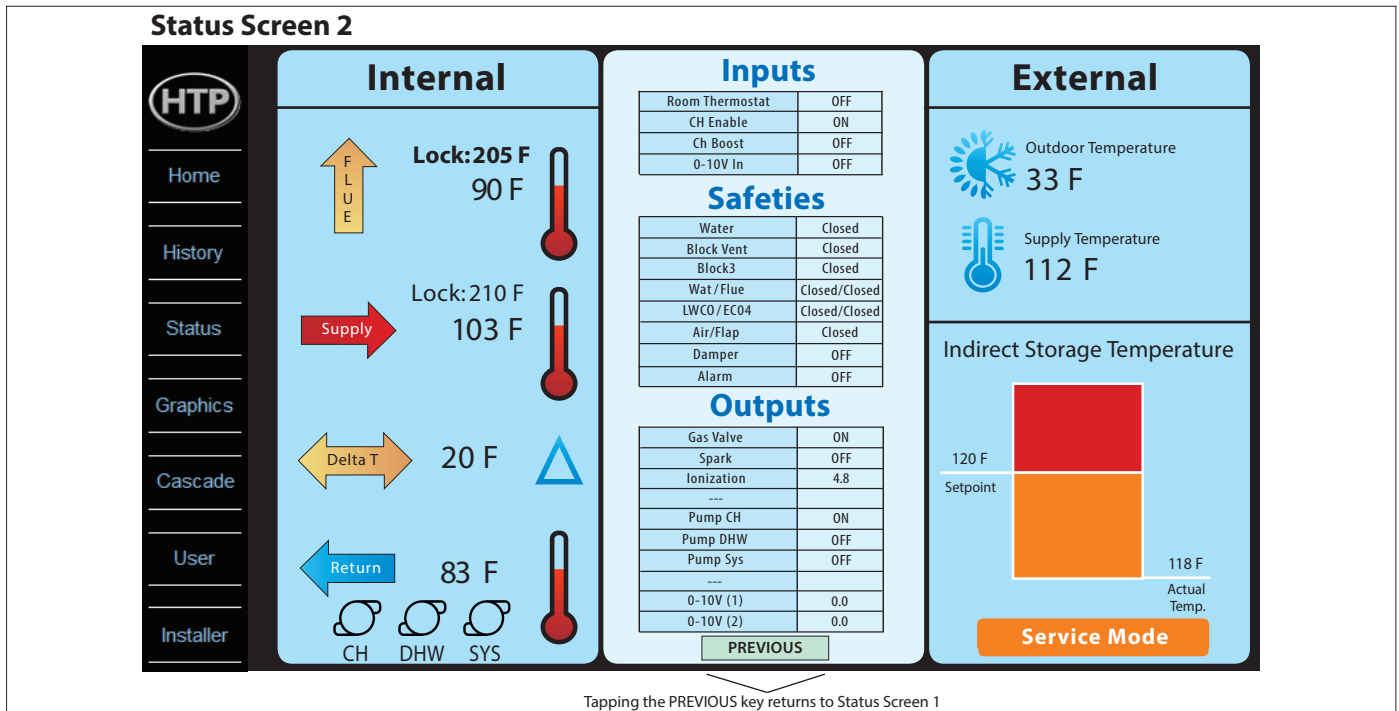 Status Screen 2
HTP
Home
History
Status
Graphics
Cascade
User
Installer
Internal
FLUE
Lock:205 F
90 F
Lock:210 F
Supply
103 F
Delta T
20 F
Return
83 F
CH DHW SYS
Inputs
Room Thermostat OFF
CH Enable ON
Ch Boost OFF
0-10V In OFF
Safeties
Water Closed
Block Vent Closed
Block3 Closed
Wat/Flue Closed/Closed
LWCO/ECO4 Closed/Closed
Air/Flap Closed
Damper OFF
Alarm OFF
Outputs
Gas Valve ON
Spark OFF
Ionization 4.8
---
Pump CH ON
Pump DHW OFF
Pump Sys OFF
---
0-10V (1) 0.0
0-10V (2) 0.0
PREVIOUS
External
Outdoor Temperature
33 F
Supply Temperature
112 F
Indirect Storage Temperature
120 F
Setpoint
118 F
Actual
Temp.
Service Mode
Tapping the PREVIOUS key returns to Status Screen 1